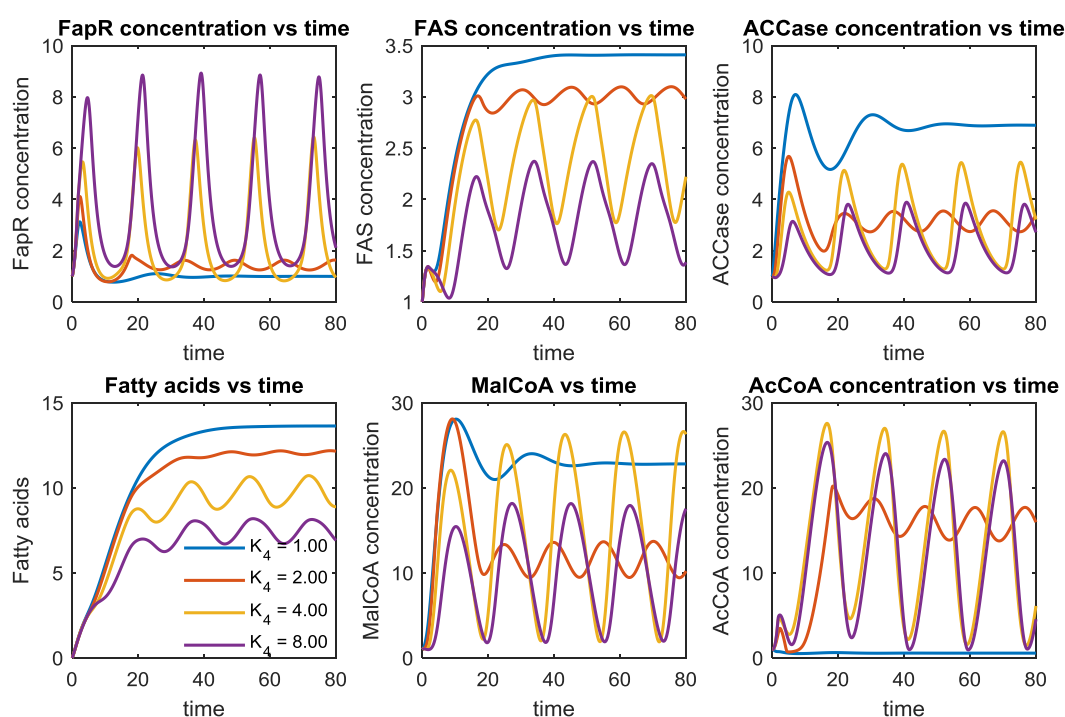 FapR concentration vs time
FapR concentration
10
8
6
4
2
0
0 20 40 60 80
time
FAS concentration vs time
FAS concentration
3.5
3
2.5
2
1.5
1
0 20 40 60 80
time
ACCase concentration vs time
ACCase concentration
10
8
6
4
2
0
0 20 40 60 80
time
Fatty acids vs time
Fatty acids
15
10
5
0
K4 = 1.00
K4 = 2.00
K4 = 4.00
K4 = 8.00
0 20 40 60 80
time
MalCoA vs time
MalCoA concentration
30
20
10
0
0 20 40 60 80
time
AcCoA concentration vs time
AcCoA concentration
30
20
10
0
0 20 40 60 80
time